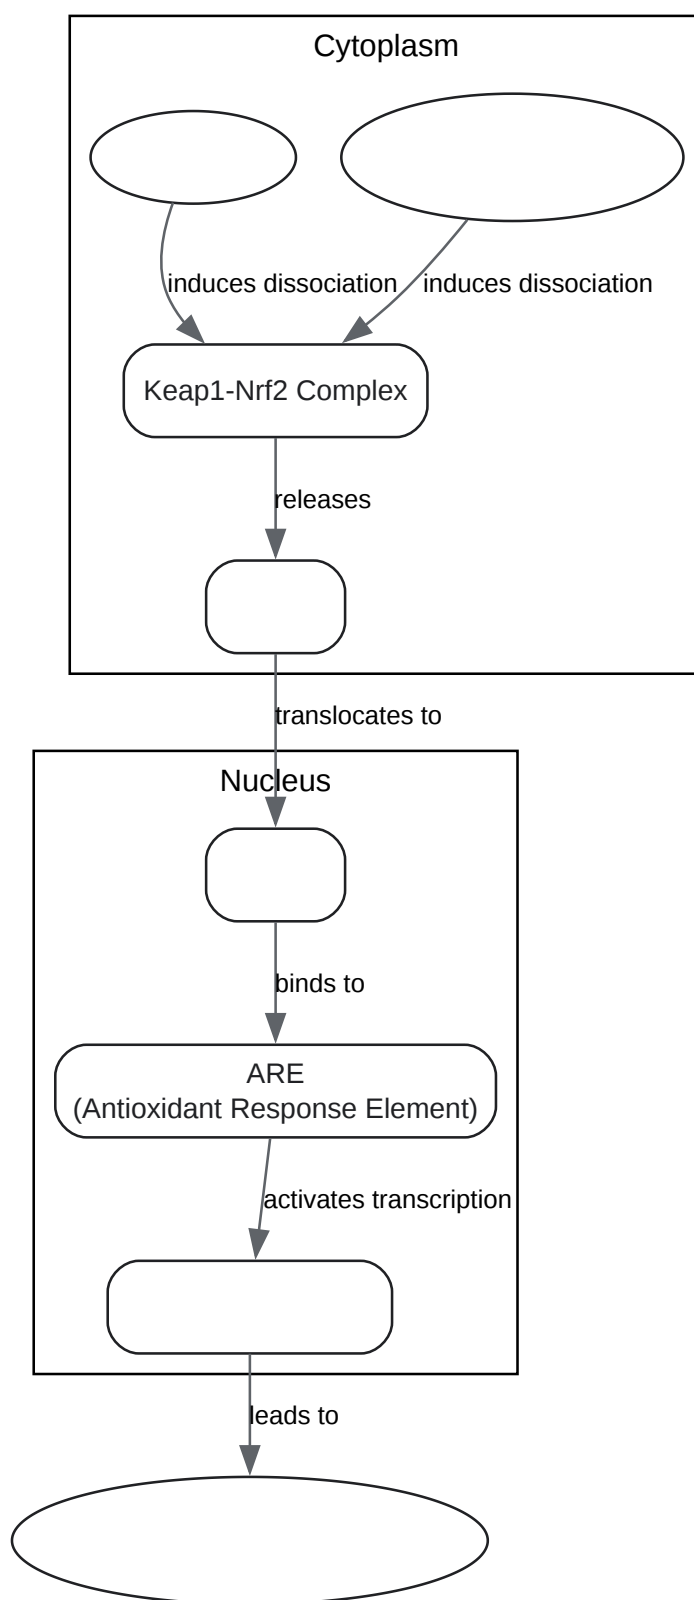 Cytoplasm
induces dissociation
induces dissociation
Keap1-Nrf2 Complex
releases
translocates to
Nucleus
binds to
ARE
(Antioxidant Response Element)
activates transcription
leads to